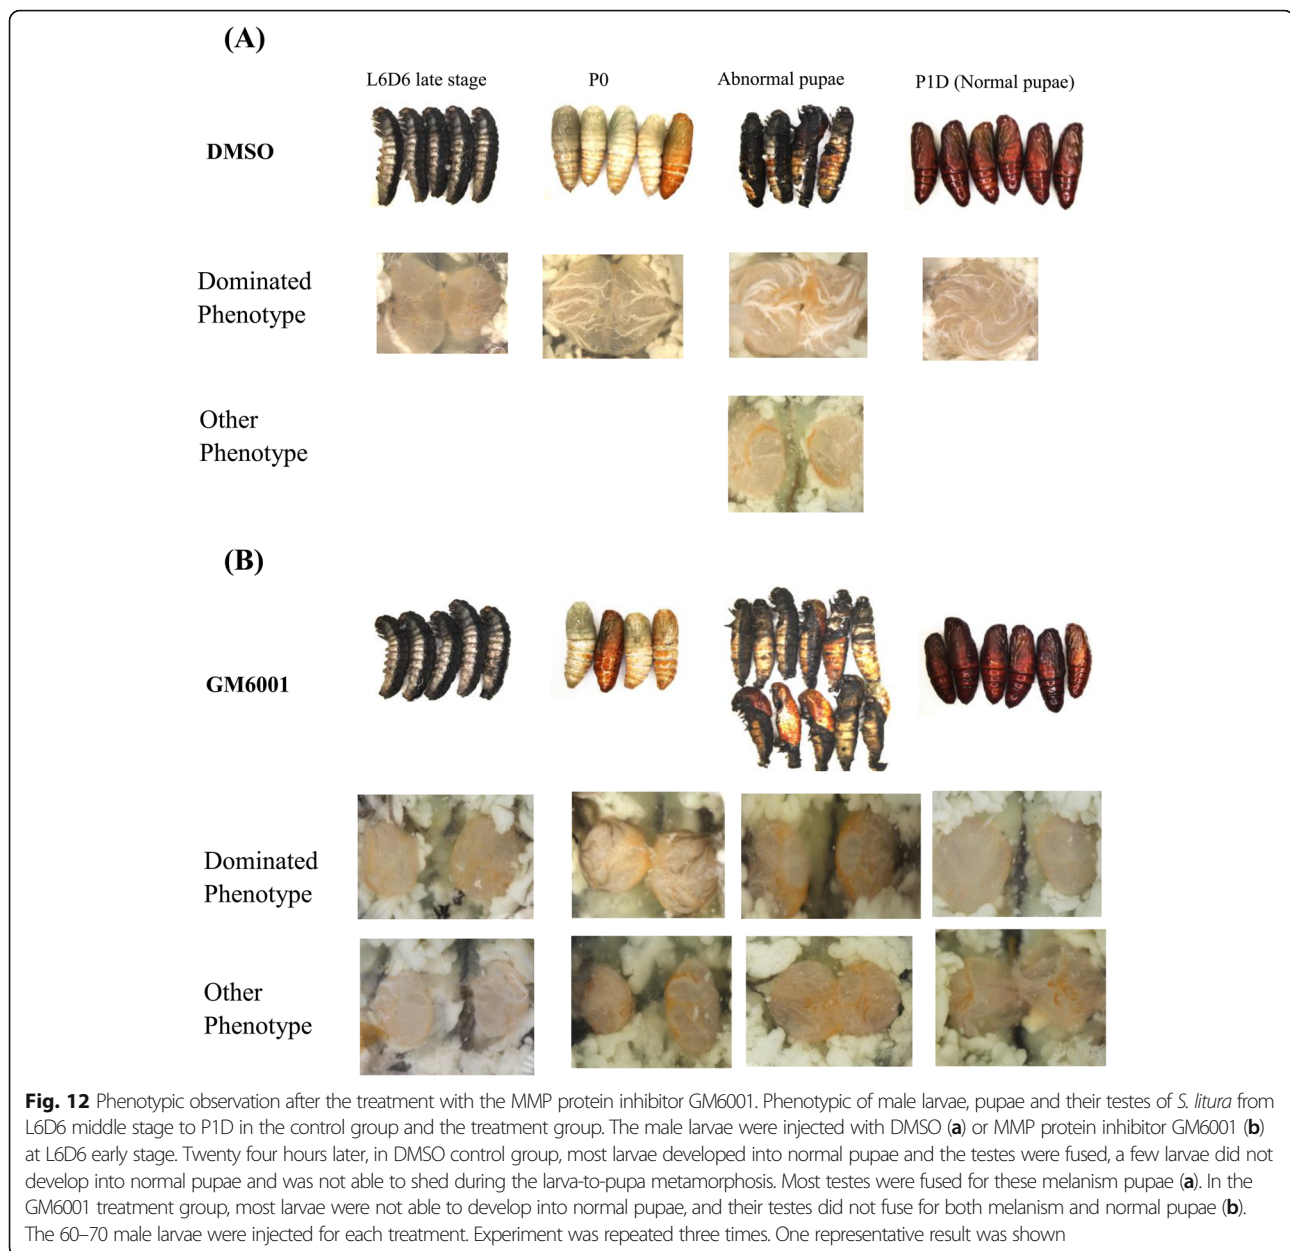 (A)
L6D6 late stage
P0
Abnormal pupae
P1D (Normal pupae)
DMSO
Dominated
Phenotype
Other
Phenotype
(B)
GM6001
Dominated
Phenotype
Other
Phenotype
Fig. 12 Phenotypic observation after the treatment with the MMP protein inhibitor GM6001. Phenotypic of male larvae, pupae and their testes of S. litura from
L6D6 middle stage to P1D in the control group and the treatment group. The male larvae were injected with DMSO (a) or MMP protein inhibitor GM6001 (b)
at L6D6 early stage. Twenty four hours later, in DMSO control group, most larvae developed into normal pupae and the testes were fused, a few larvae did not
develop into normal pupae and was not able to shed during the larva-to-pupa metamorphosis. Most testes were fused for these melanism pupae (a). In the
GM6001 treatment group, most larvae were not able to develop into normal pupae, and their testes did not fuse for both melanism and normal pupae (b).
The 60–70 male larvae were injected for each treatment. Experiment was repeated three times. One representative result was shown